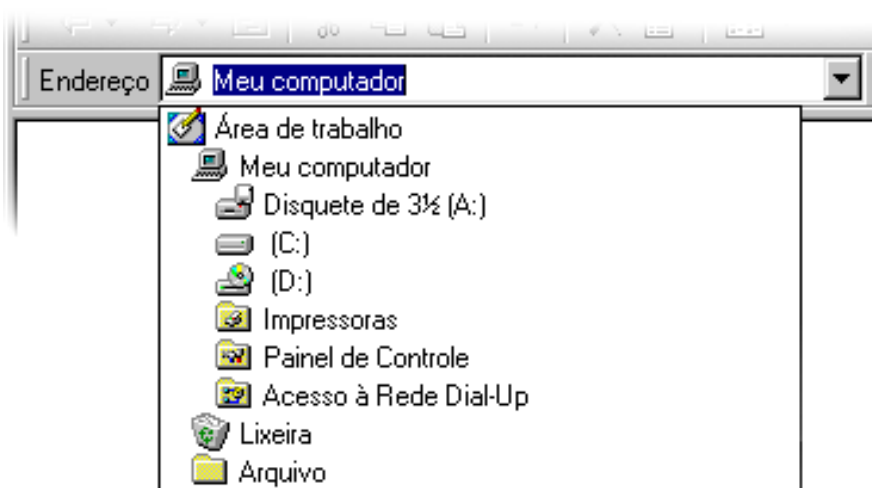 Endereço Meu computador
Área de trabalho
Meu computador
Disquete de 3½ (A:)
(C:)
(D:)
Impressoras
Painel de Controle
Acesso à Rede Dial-Up
Lixeira
Arquivo